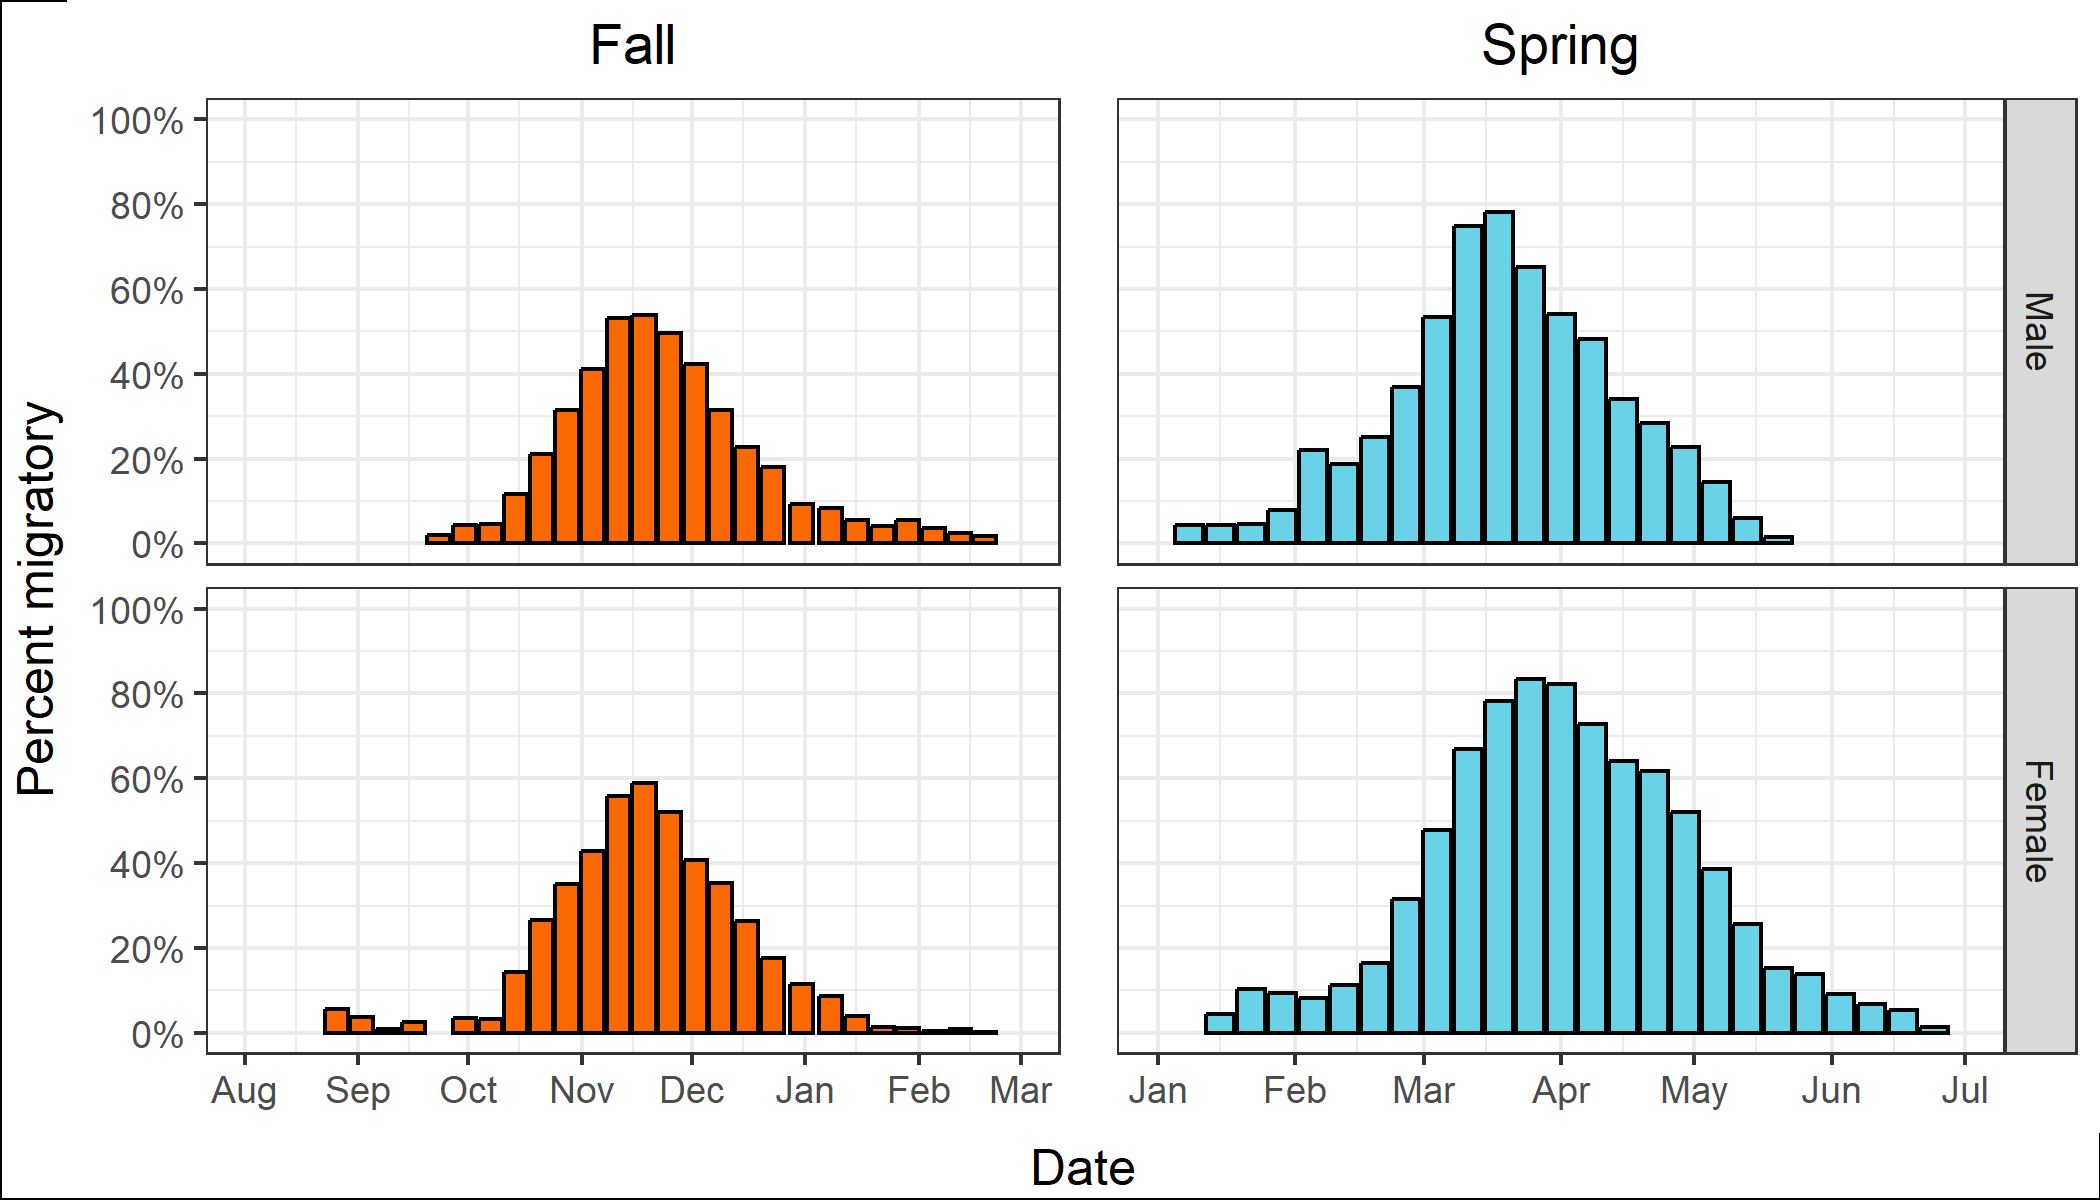 Fall
Spring
Percent migratory
100%
80%
60%
40%
20%
0%
Male
100%
80%
60%
40%
20%
0%
Female
Aug Sep Oct Nov Dec Jan Feb Mar
Jan Feb Mar Apr May Jun Jul
Date